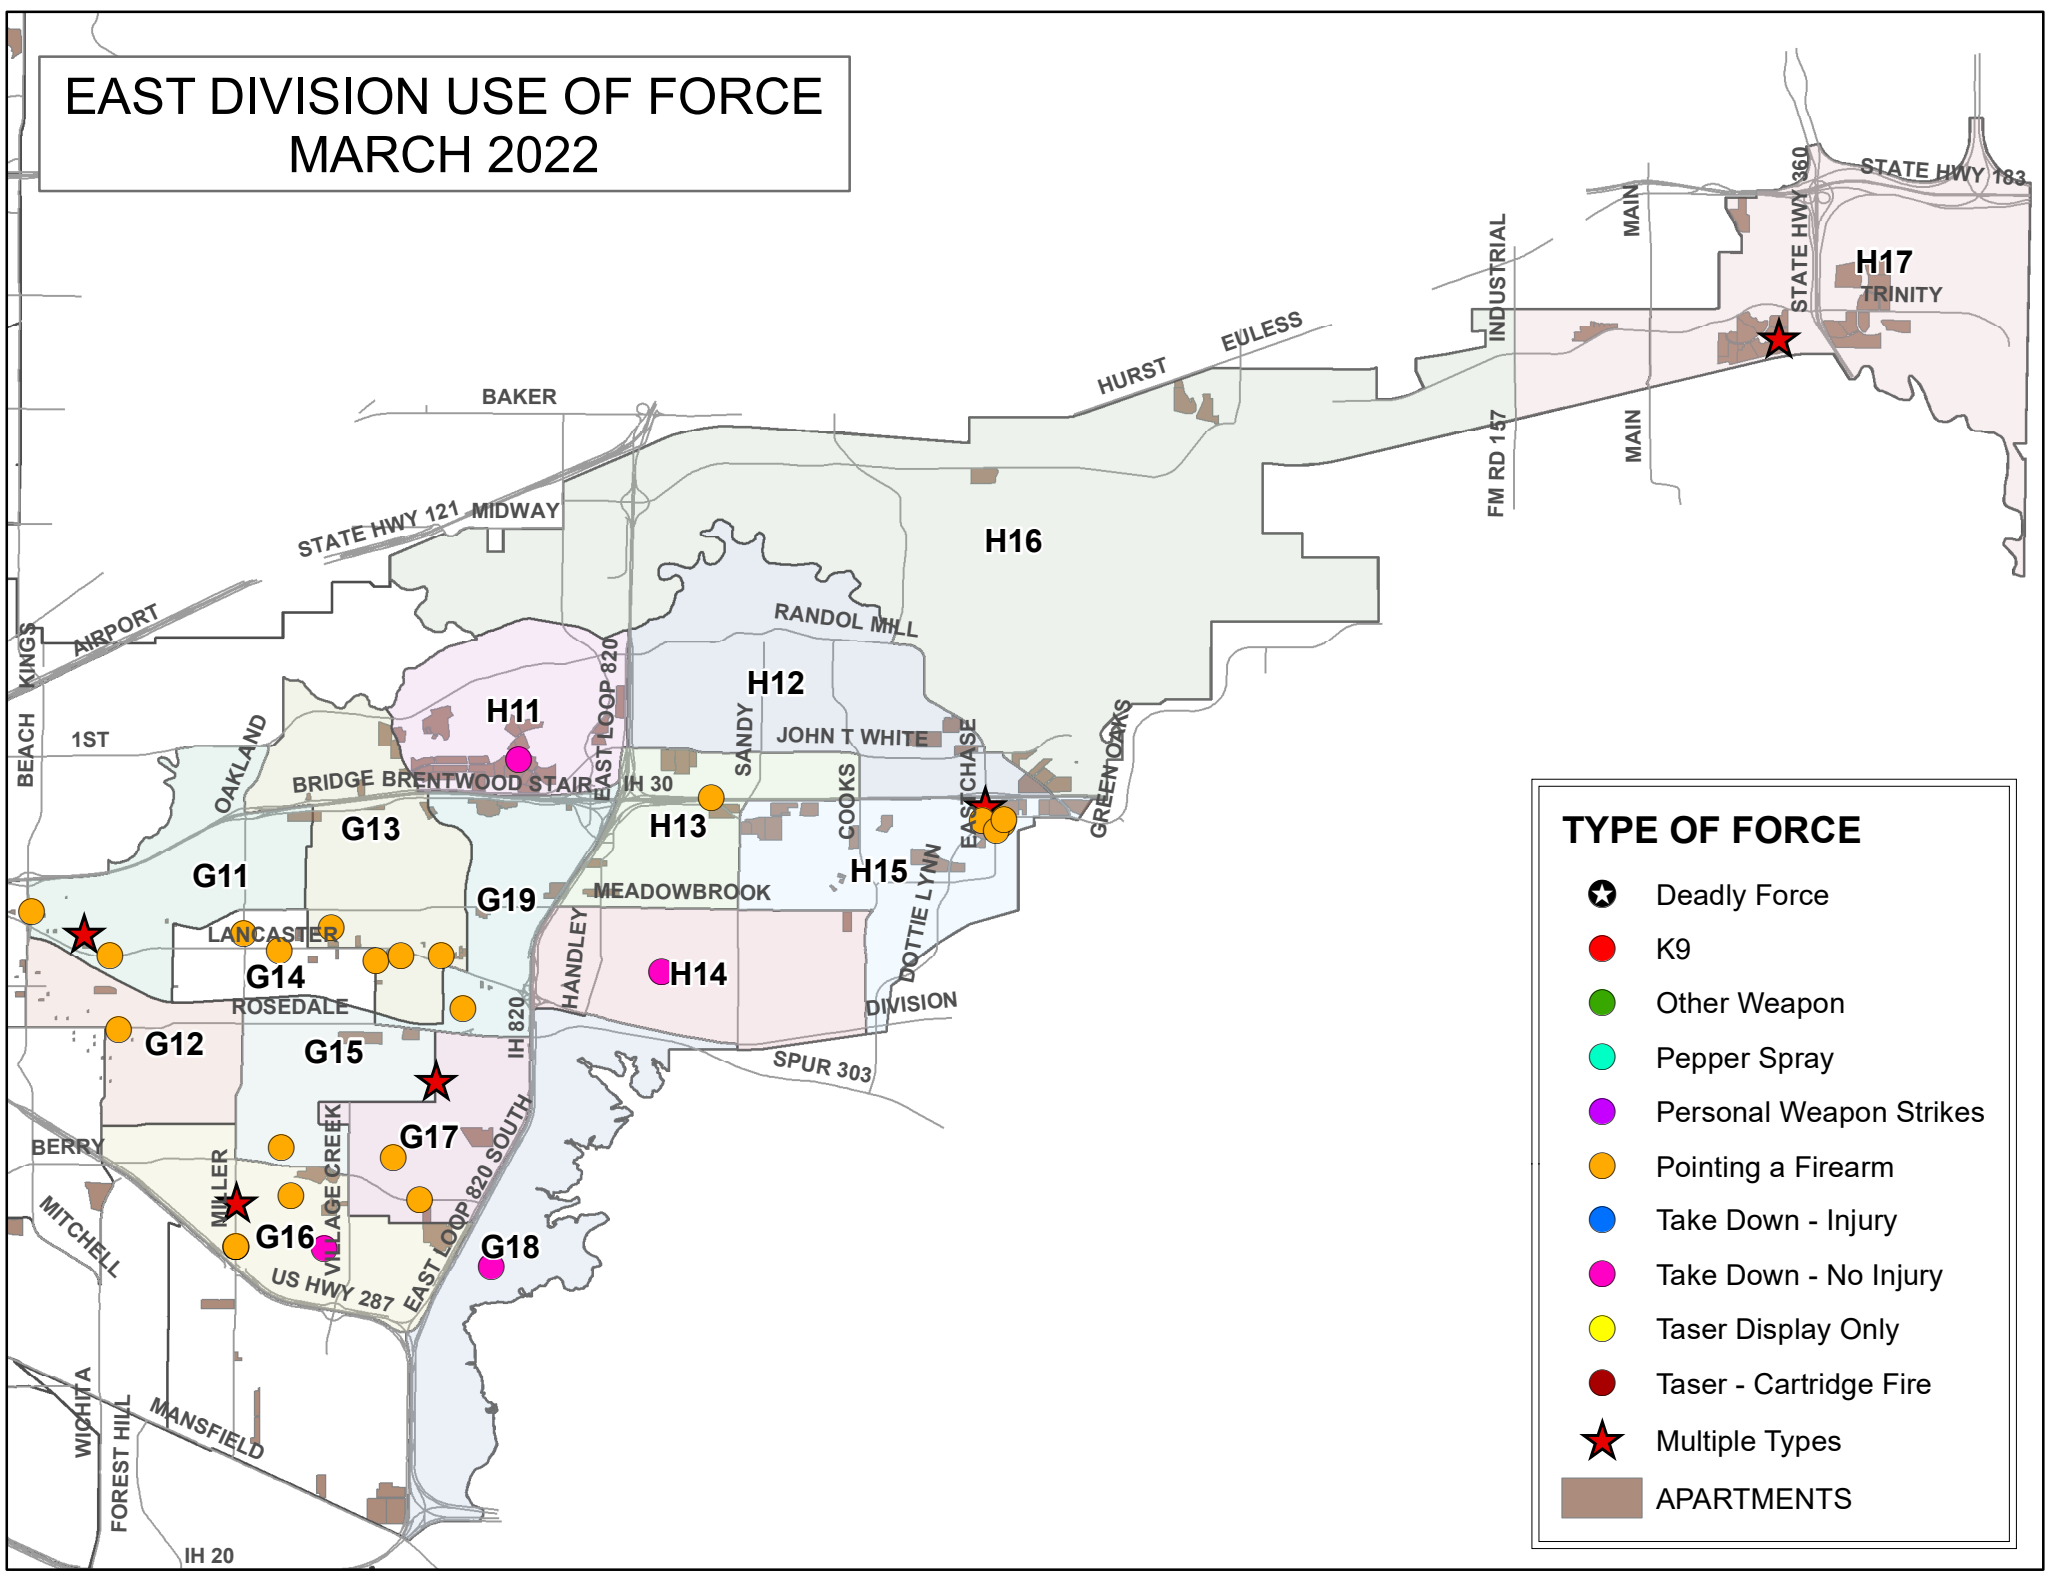 EAST DIVISION USE OF FORCE
MARCH 2022
STATE HWY 183
STATE HWY 360
MAIN
INDUSTRIAL
H17
TRINITY
EULESS
HURST
BAKER
FM RD 157
MAIN
STATE HWY 121
MIDWAY
H16
AIRPORT
KINGS
BEACH
RANDOL MILL
EAST LOOP 820
H12
H11
1ST
OAKLAND
SANDY
JOHN T WHITE
EASTCHASE
GREEN OAKS
BRIDGE
BRENTWOOD STAIR
IH 30
COOKS
G13
H13
G11
H15
MEADOWBROOK
G19
DOTTIE LYNN
LANCASTER
HANDLEY
G14
H14
ROSEDALE
DIVISION
IH 820
G12
G15
SPUR 303
G17
BERRY
VILLAGE CREEK
MILLER
EAST LOOP 820 SOUTH
MITCHELL
G16
G18
US HWY 287
WICHITA
FOREST HILL
MANSFIELD
IH 20
TYPE OF FORCE
Deadly Force
K9
Other Weapon
Pepper Spray
Personal Weapon Strikes
Pointing a Firearm
Take Down - Injury
Take Down - No Injury
Taser Display Only
Taser - Cartridge Fire
Multiple Types
APARTMENTS